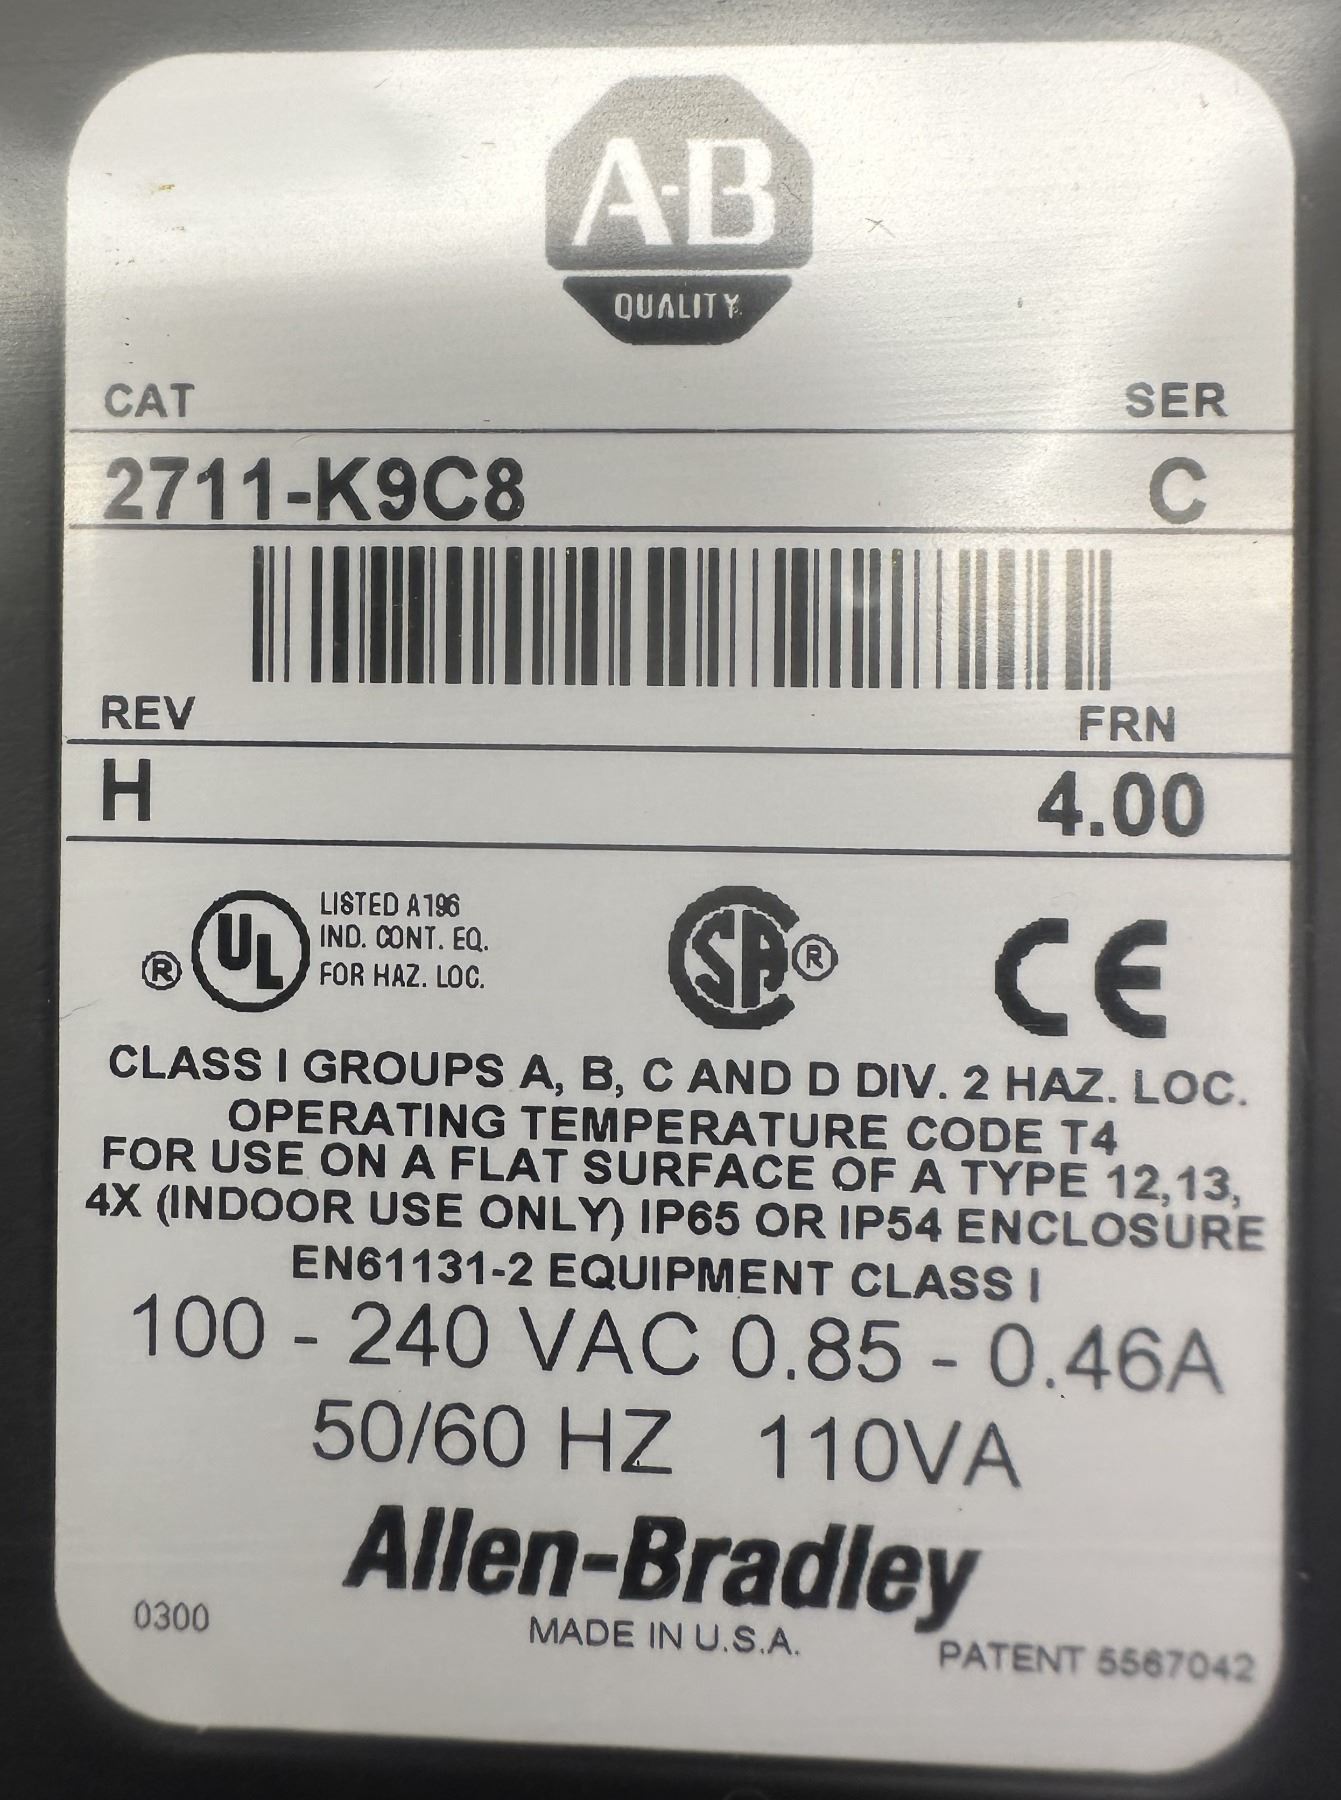 A-B
QUALITY
CAT SER
2711-K9C8 C
REV FRN
H 4.00
® UL LISTED A196
IND. CONT. EQ.
FOR HAZ. LOC.
SA ® CE
CLASS I GROUPS A, B, C AND D DIV. 2 HAZ. LOC.
OPERATING TEMPERATURE CODE T4
FOR USE ON A FLAT SURFACE OF A TYPE 12,13,
4X (INDOOR USE ONLY) IP65 OR IP54 ENCLOSURE
EN61131-2 EQUIPMENT CLASS I
100 - 240 VAC 0.85 - 0.46A
50/60 HZ 110VA
Allen-Bradley
0300 MADE IN U.S.A. PATENT 5567042